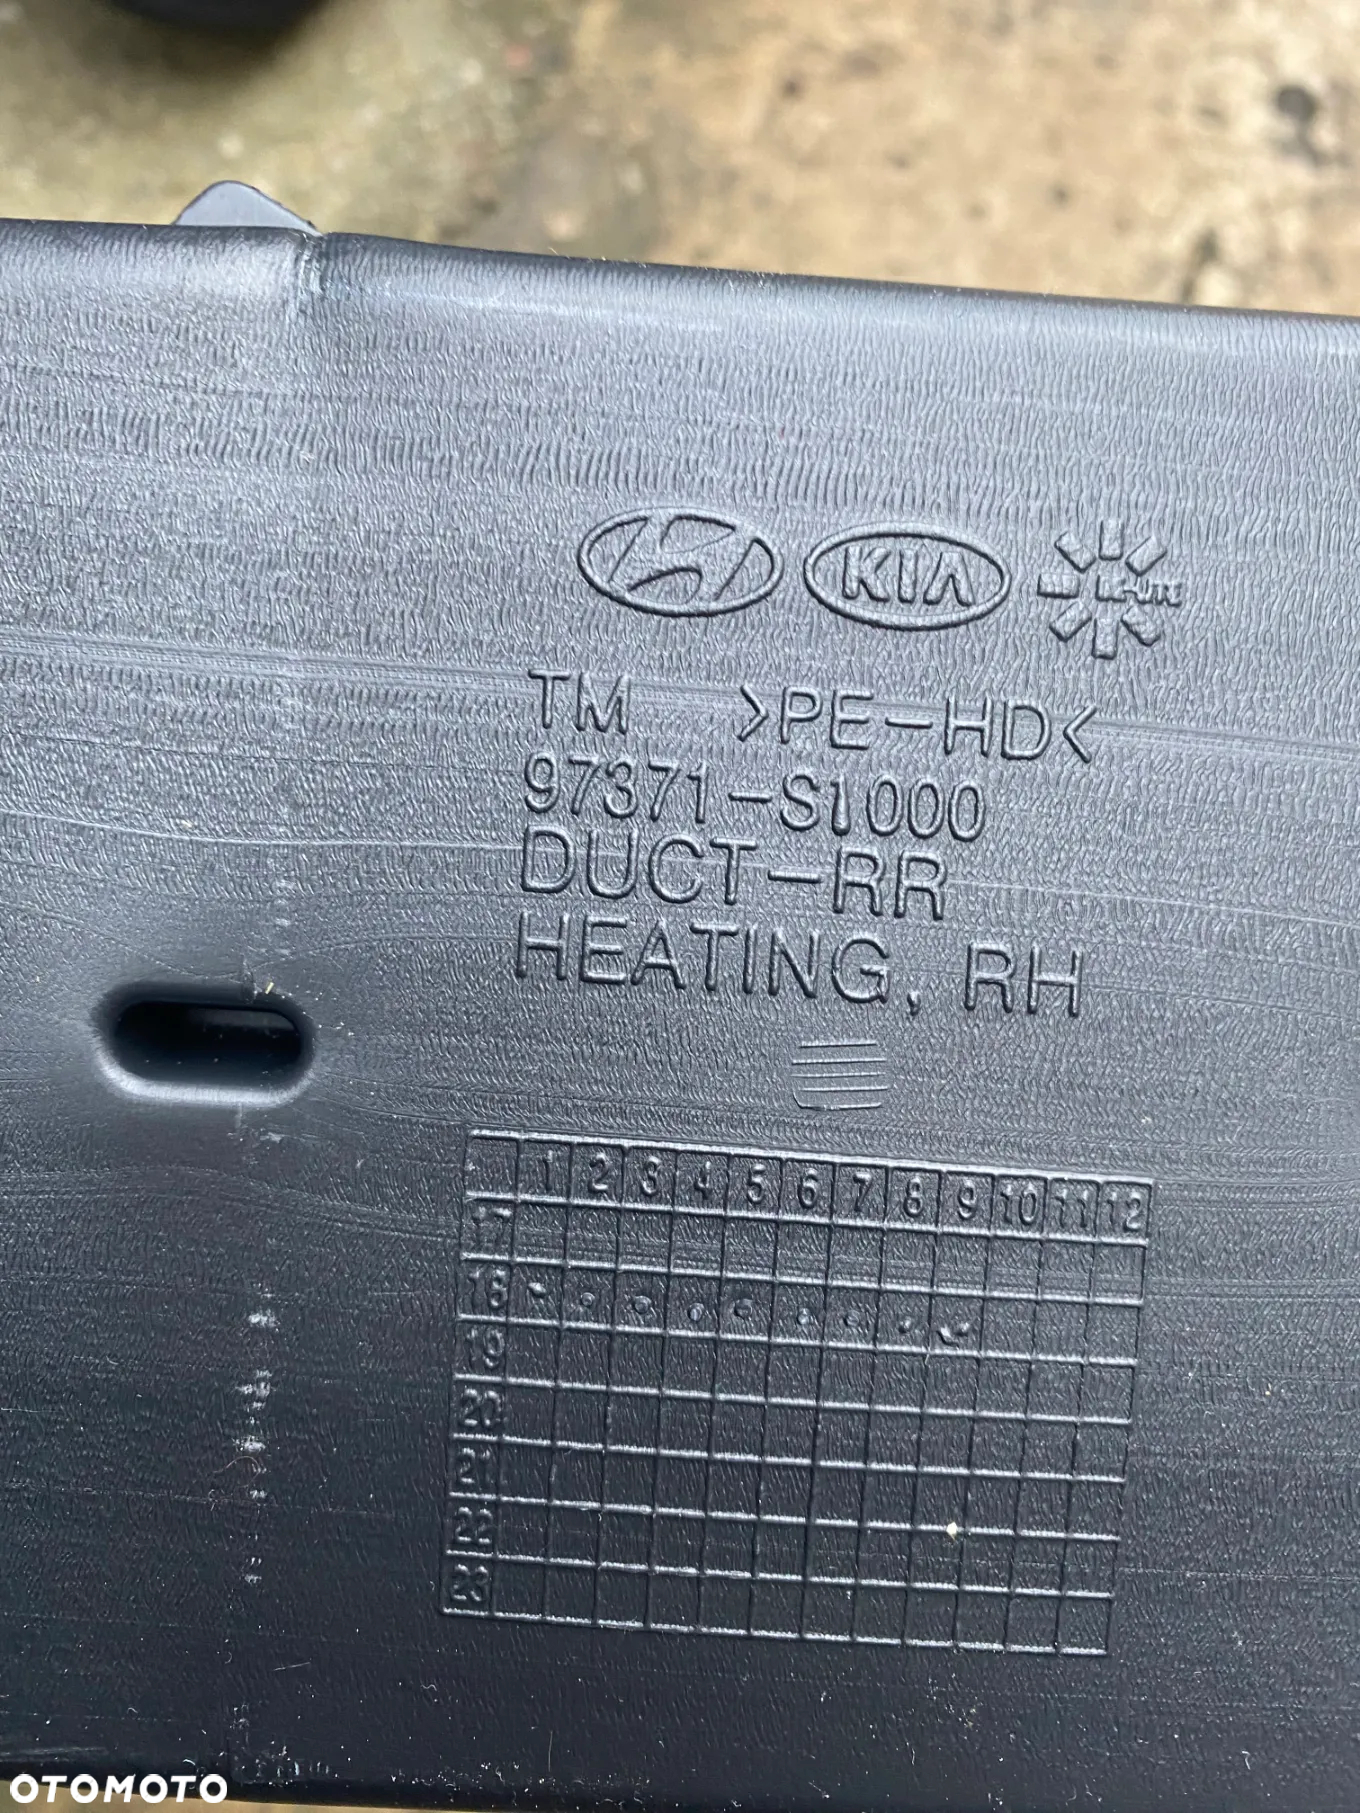 KIA
TM >PE-HD<
97371-S1000
DUCT-RR
HEATING, RH
1 2 3 4 5 6 7 8 9 10 11 12
17
18
19
20
21
22
23
OTOMOTO